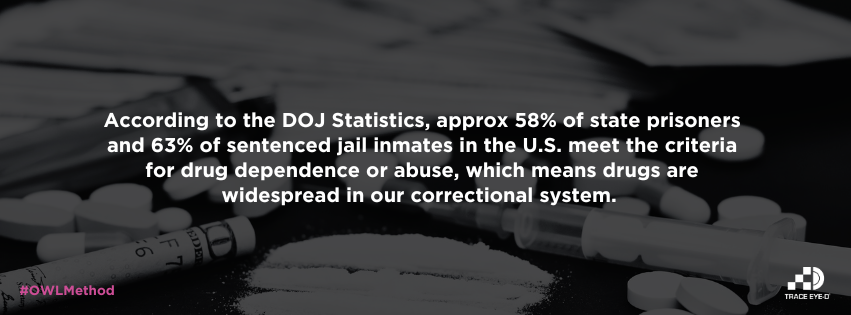 According to the DOJ Statistics, approx 58% of state prisoners
and 63% of sentenced jail inmates in the U.S. meet the criteria
for drug dependence or abuse, which means drugs are
widespread in our correctional system.
F 7
6
#OWLMethod
TRACE EYE-D